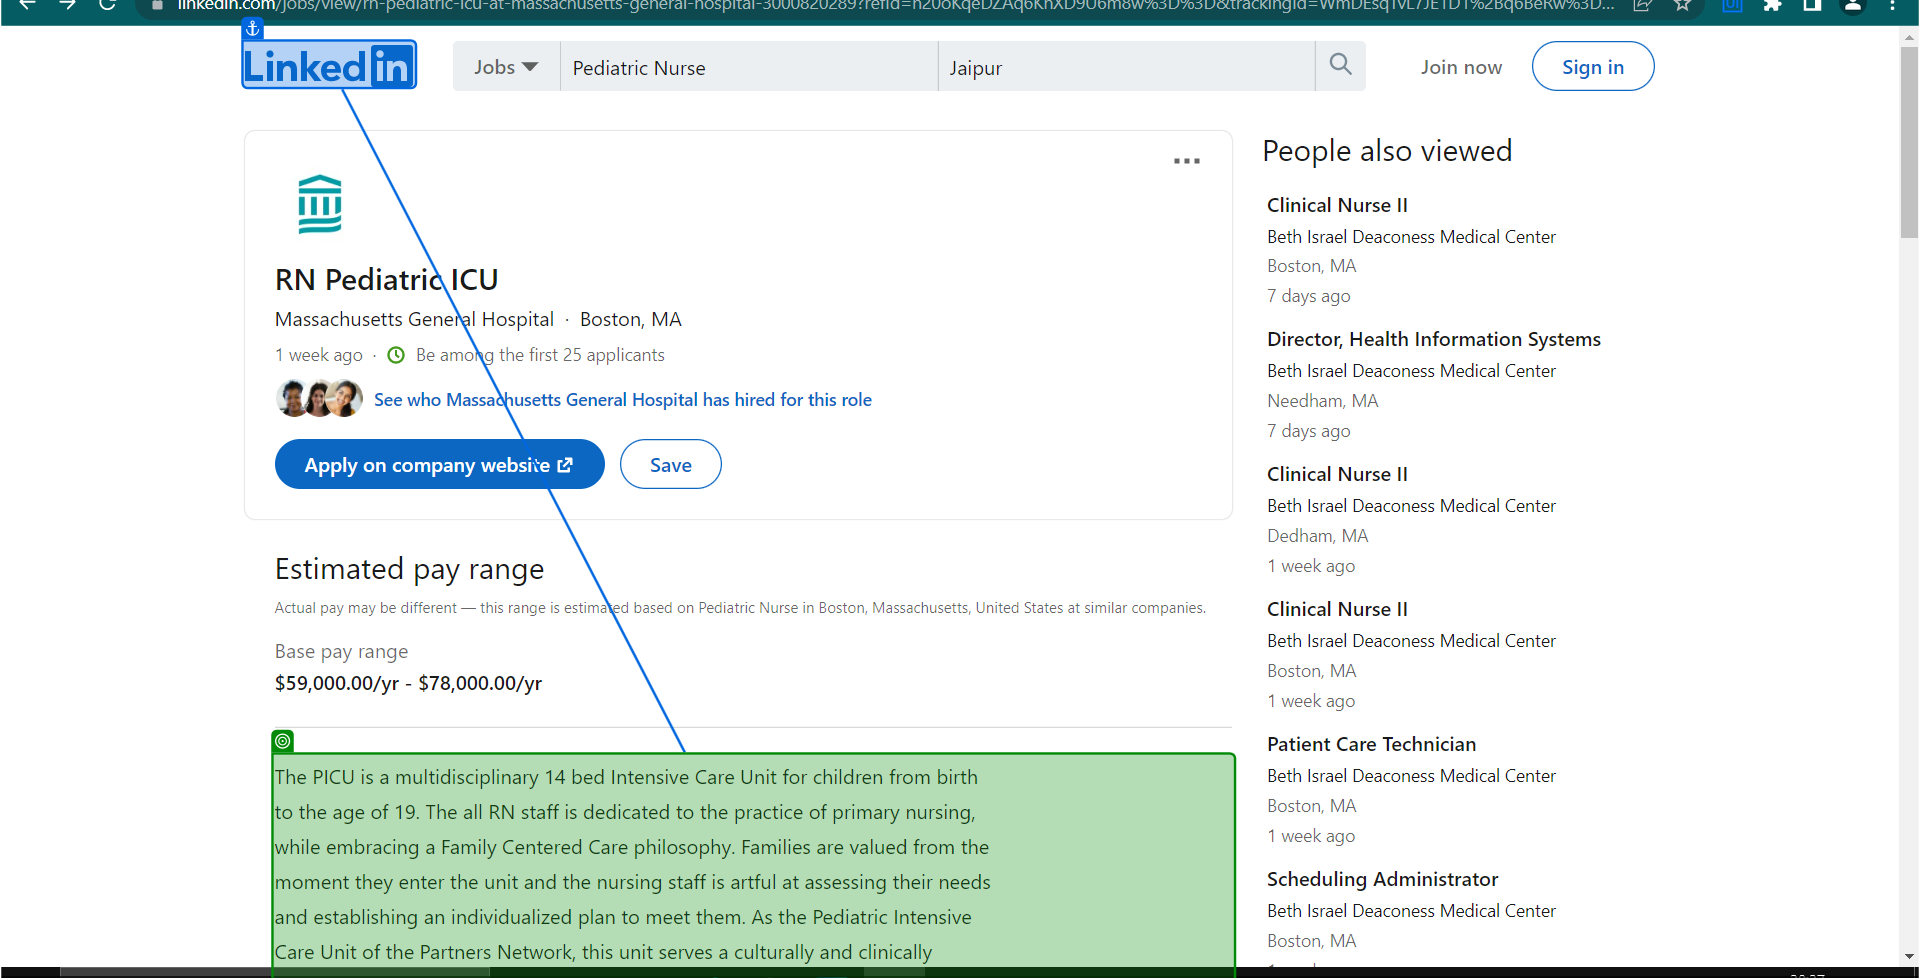 linkedin.com/jobs/view/rn-pediatric-icu-at-massachusetts-general-hospital-3000820289?refId=
LinkedIn
Jobs
Pediatric Nurse
Jaipur
Join now
Sign in
RN Pediatric ICU
Massachusetts General Hospital · Boston, MA
1 week ago · Be among the first 25 applicants
See who Massachusetts General Hospital has hired for this role
Apply on company website
Save
Estimated pay range
Actual pay may be different — this range is estimated based on Pediatric Nurse in Boston, Massachusetts, United States at similar companies.
Base pay range
$59,000.00/yr - $78,000.00/yr
The PICU is a multidisciplinary 14 bed Intensive Care Unit for children from birth
to the age of 19. The all RN staff is dedicated to the practice of primary nursing,
while embracing a Family Centered Care philosophy. Families are valued from the
moment they enter the unit and the nursing staff is artful at assessing their needs
and establishing an individualized plan to meet them. As the Pediatric Intensive
Care Unit of the Partners Network, this unit serves a culturally and clinically
People also viewed
Clinical Nurse II
Beth Israel Deaconess Medical Center
Boston, MA
7 days ago
Director, Health Information Systems
Beth Israel Deaconess Medical Center
Needham, MA
7 days ago
Clinical Nurse II
Beth Israel Deaconess Medical Center
Dedham, MA
1 week ago
Clinical Nurse II
Beth Israel Deaconess Medical Center
Boston, MA
1 week ago
Patient Care Technician
Beth Israel Deaconess Medical Center
Boston, MA
1 week ago
Scheduling Administrator
Beth Israel Deaconess Medical Center
Boston, MA